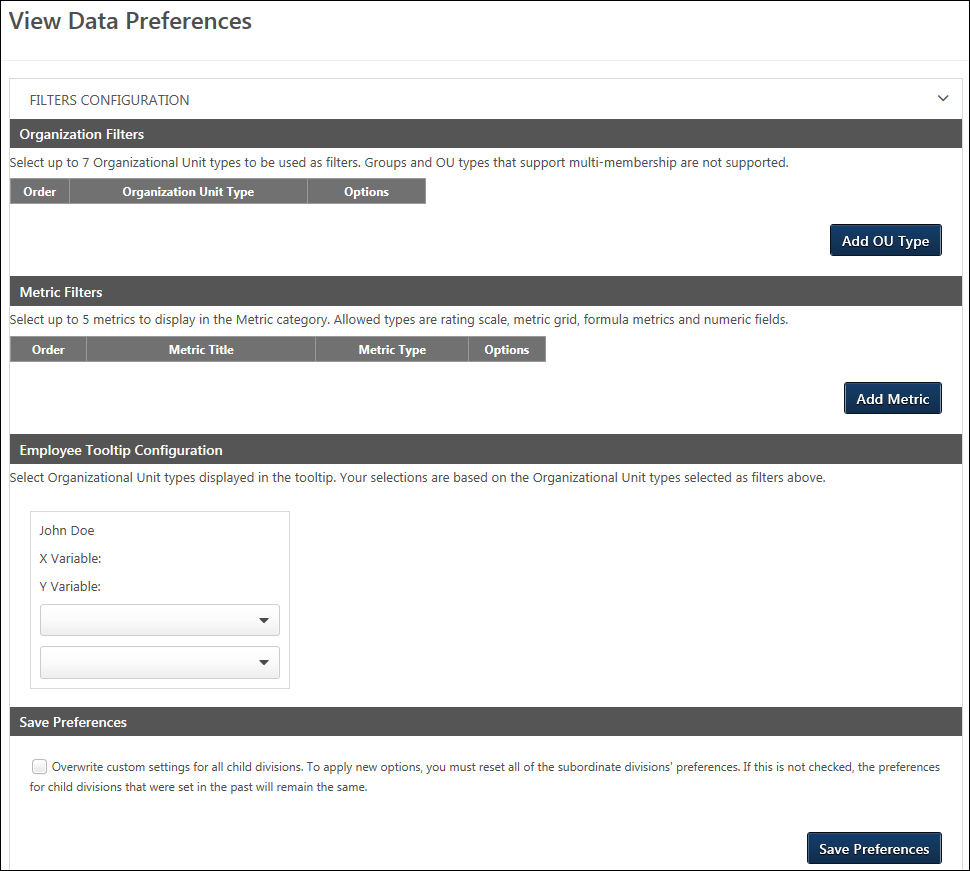 View Data Preferences
FILTERS CONFIGURATION
Organization Filters
Select up to 7 Organizational Unit types to be used as filters. Groups and OU types that support multi-membership are not supported.
Order Organization Unit Type Options
Add OU Type
Metric Filters
Select up to 5 metrics to display in the Metric category. Allowed types are rating scale, metric grid, formula metrics and numeric fields.
Order Metric Title Metric Type Options
Add Metric
Employee Tooltip Configuration
Select Organizational Unit types displayed in the tooltip. Your selections are based on the Organizational Unit types selected as filters above.
John Doe
X Variable:
Y Variable:
Save Preferences
Overwrite custom settings for all child divisions. To apply new options, you must reset all of the subordinate divisions' preferences. If this is not checked, the preferences
for child divisions that were set in the past will remain the same.
Save Preferences